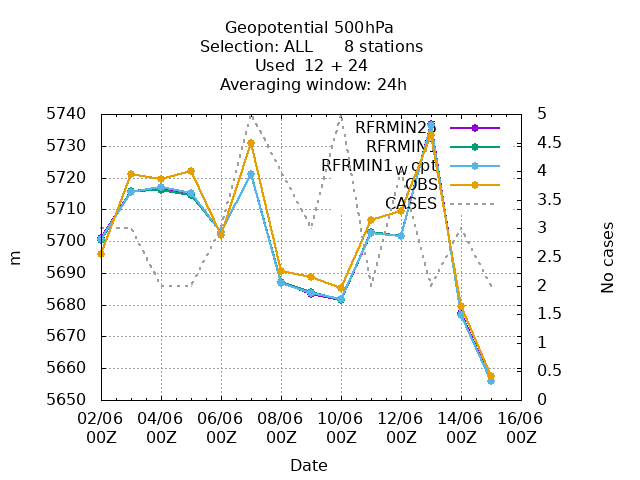 Geopotential 500hPa
Selection: ALL 8 stations
Used 12 + 24
Averaging window: 24h
5740
5730
5720
5710
5700
5690
5680
5670
5660
5650
m
5
4.5
4
3.5
3
2.5
2
1.5
1
0.5
0
No cases
RFRMIN25
RFRMIN1
RFRMIN1w opt
OBS
CASES
02/06 04/06 06/06 08/06 10/06 12/06 14/06 16/06
00Z 00Z 00Z 00Z 00Z 00Z 00Z 00Z
Date